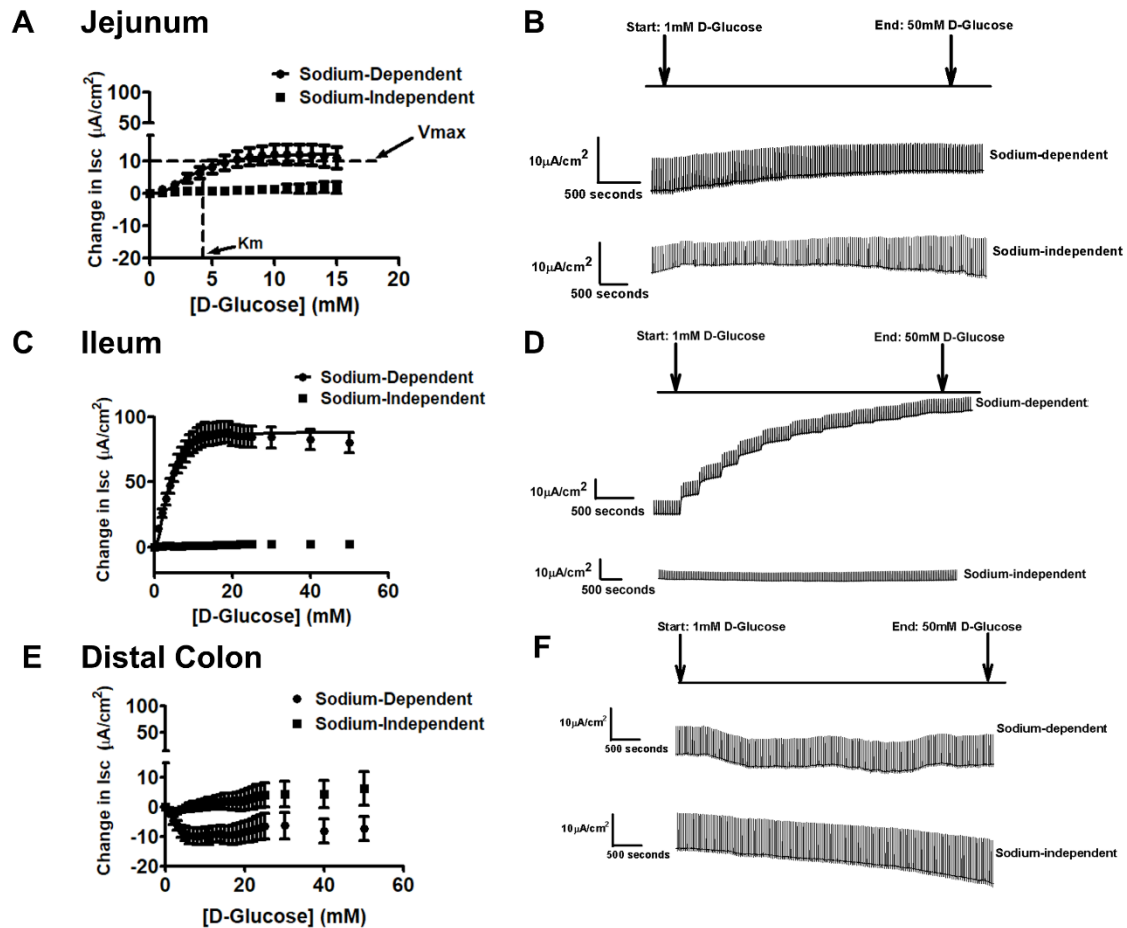 A Jejunum
Sodium-Dependent
Sodium-Independent
Change in Isc (μA/cm²)
100
50
10
0
-10
-20
Vmax
Km
0 5 10 15 20
[D-Glucose] (mM)
B
Start: 1mM D-Glucose
End: 50mM D-Glucose
10μA/cm²
500 seconds
Sodium-dependent
10μA/cm²
500 seconds
Sodium-independent
C Ileum
Sodium-Dependent
Sodium-Independent
Change in Isc (μA/cm²)
100
50
0
0 20 40 60
[D-Glucose] (mM)
D
Start: 1mM D-Glucose
End: 50mM D-Glucose
Sodium-dependent
10μA/cm²
500 seconds
10μA/cm²
500 seconds
Sodium-independent
E Distal Colon
Sodium-Dependent
Sodium-Independent
Change in Isc (μA/cm²)
100
50
10
0
-10
-20
0 20 40 60
[D-Glucose] (mM)
F
Start: 1mM D-Glucose
End: 50mM D-Glucose
10μA/cm²
500 seconds
Sodium-dependent
10μA/cm²
500 seconds
Sodium-independent